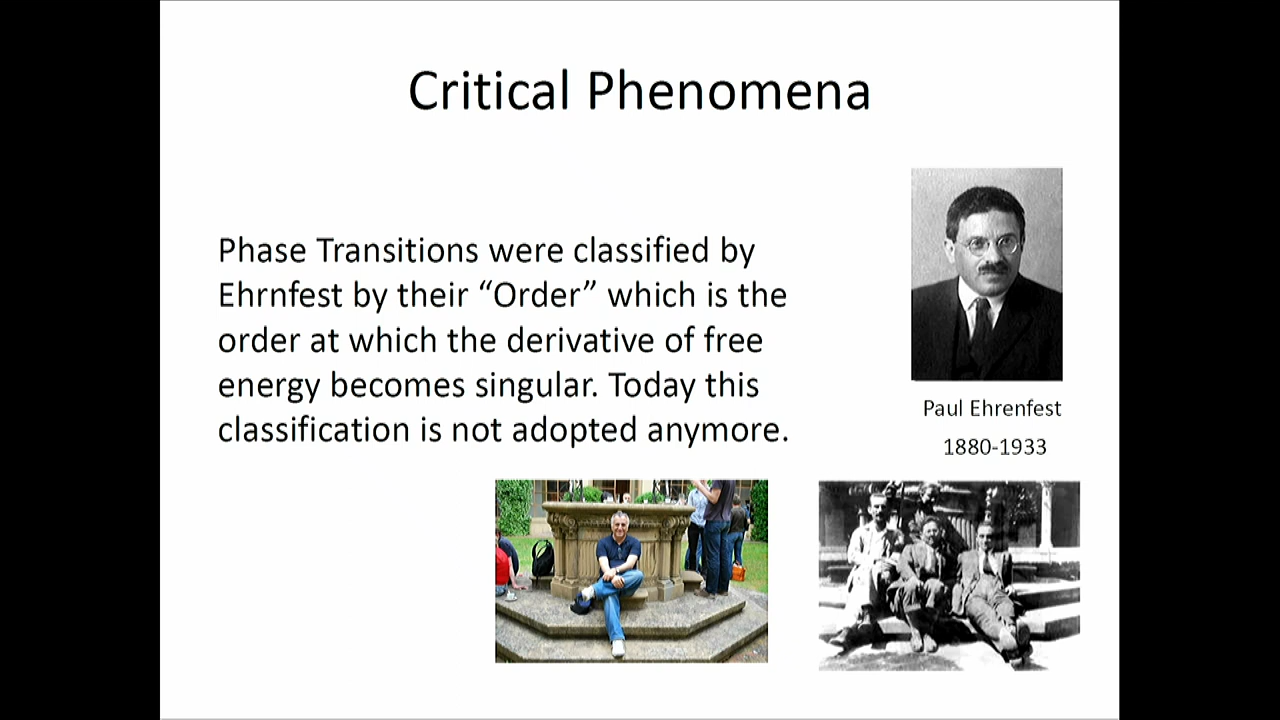 Critical Phenomena
Phase Transitions were classified by
Ehrnfest by their “Order” which is the
order at which the derivative of free
energy becomes singular. Today this
classification is not adopted anymore.
Paul Ehrenfest
1880-1933